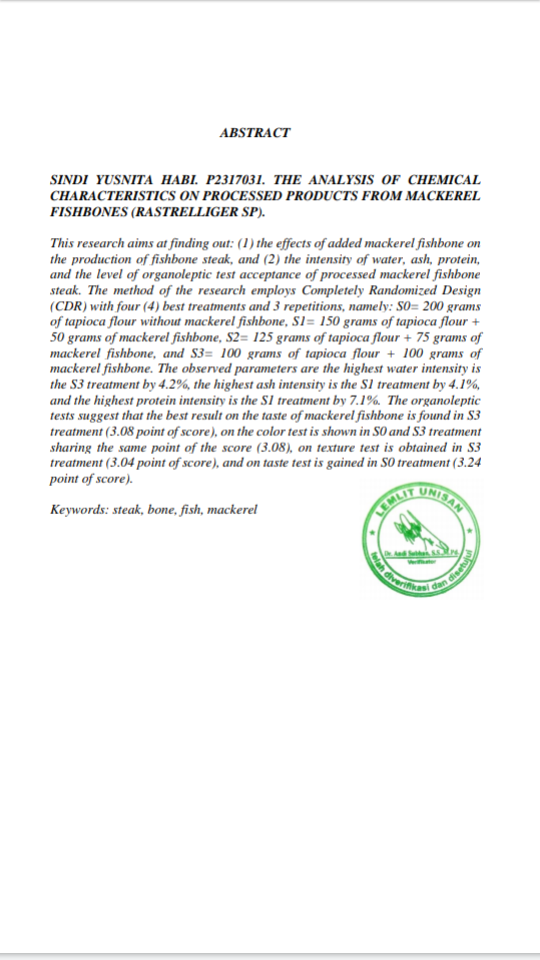 ABSTRACT
SINDI YUSNITA HABI. P2317031. THE ANALYSIS OF CHEMICAL
CHARACTERISTICS ON PROCESSED PRODUCTS FROM MACKEREL
FISHBONES (RASTRELLIGER SP).
This research aims at finding out: (1) the effects of added mackerel fishbone on
the production of fishbone steak, and (2) the intensity of water, ash, protein,
and the level of organoleptic test acceptance of processed mackerel fishbone
steak. The method of the research employs Completely Randomized Design
(CDR) with four (4) best treatments and 3 repetitions, namely: S0= 200 grams
of tapioca flour without mackerel fishbone, S1= 150 grams of tapioca flour +
50 grams of mackerel fishbone, S2= 125 grams of tapioca flour + 75 grams of
mackerel fishbone, and S3= 100 grams of tapioca flour + 100 grams of
mackerel fishbone. The observed parameters are the highest water intensity is
the S3 treatment by 4.2%, the highest ash intensity is the S1 treatment by 4.1%,
and the highest protein intensity is the S1 treatment by 7.1%. The organoleptic
tests suggest that the best result on the taste of mackerel fishbone is found in S3
treatment (3.08 point of score), on the color test is shown in S0 and S3 treatment
sharing the same point of the score (3.08), on texture test is obtained in S3
treatment (3.04 point of score), and on taste test is gained in S0 treatment (3.24
point of score).
Keywords: steak, bone, fish, mackerel
LEMLIT UNISAN
Dr. Andi
Verifikator
telah diverifikasi dan disetujui